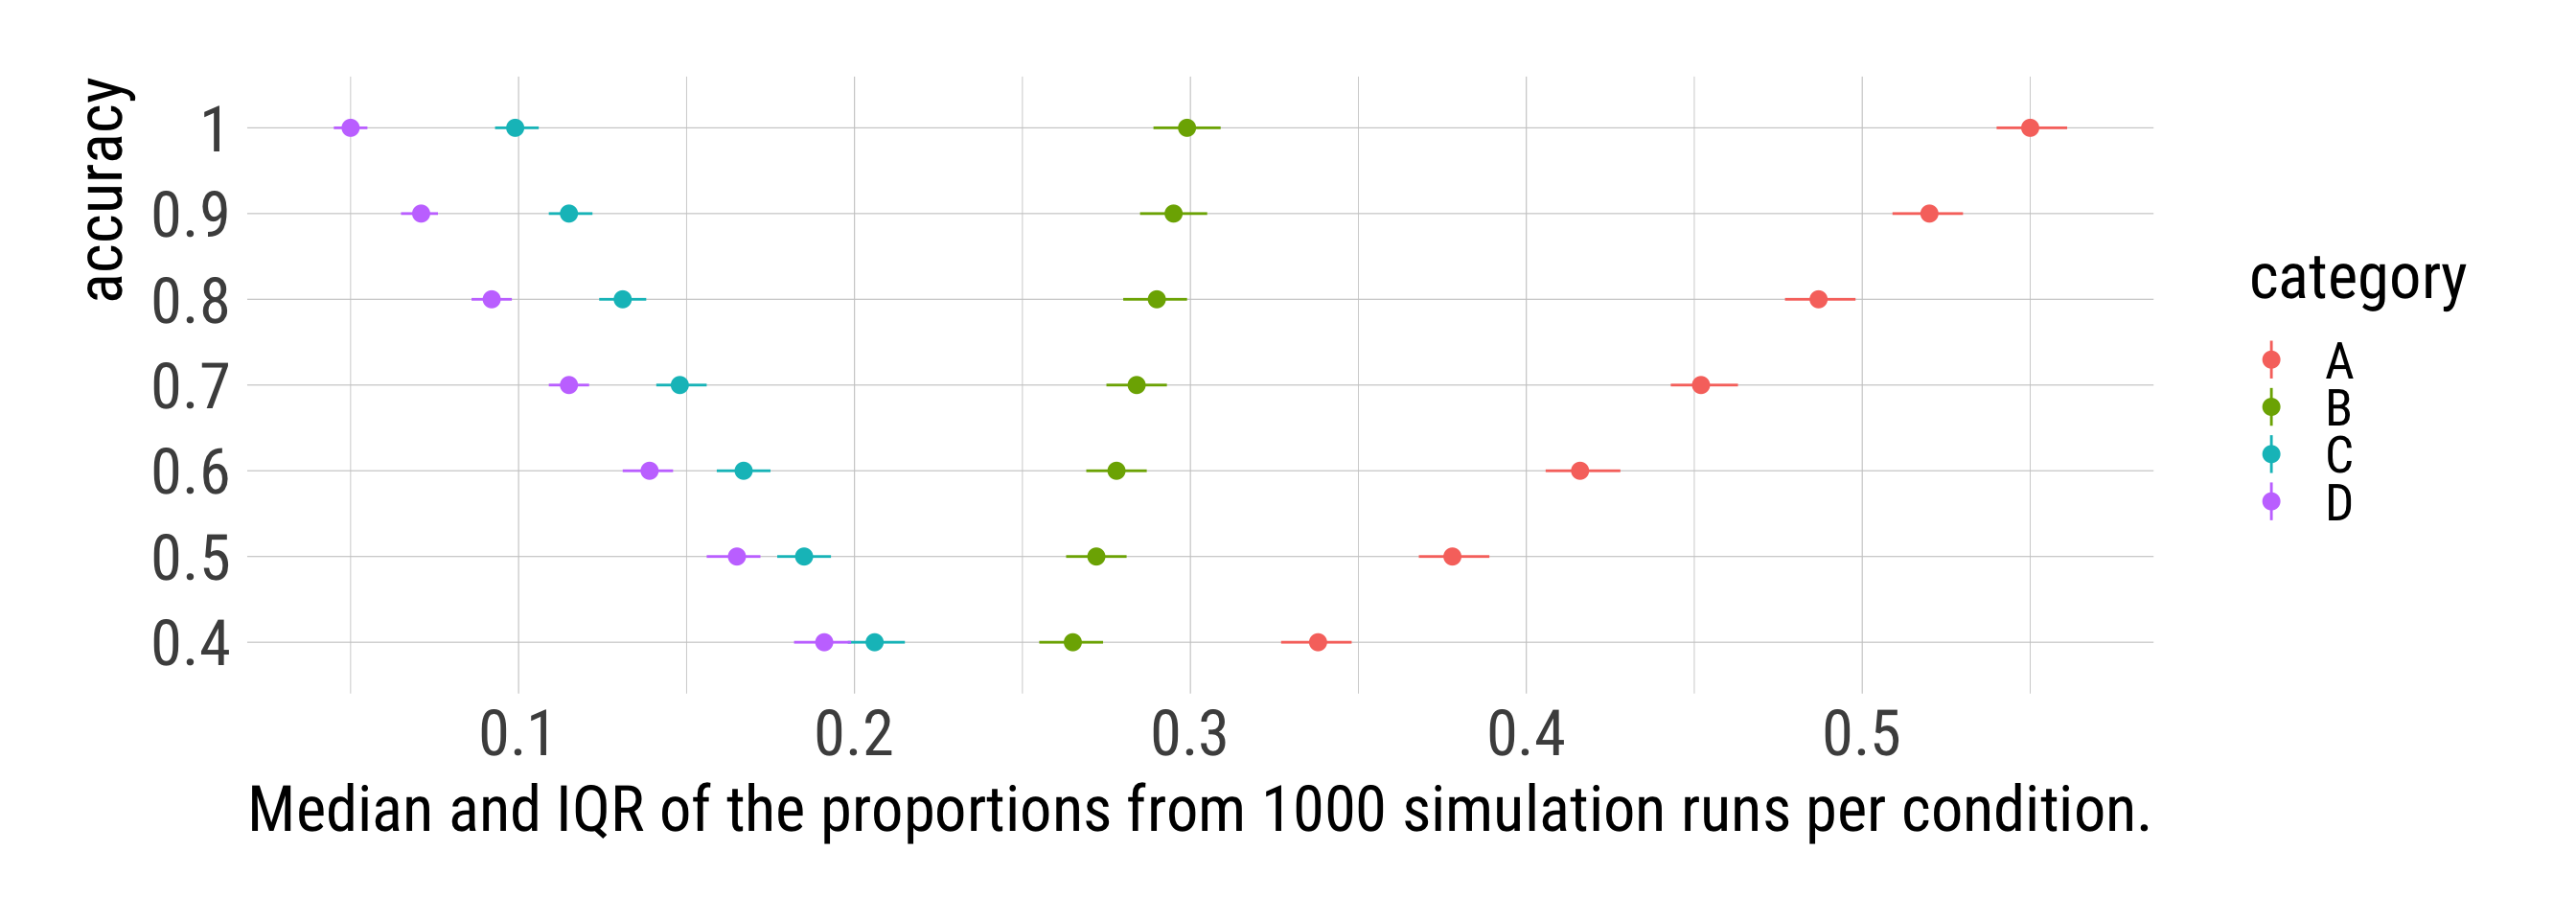 accuracy
1
0.9
0.8
0.7
0.6
0.5
0.4
0.1 0.2 0.3 0.4 0.5
Median and IQR of the proportions from 1000 simulation runs per condition.
category
A
B
C
D